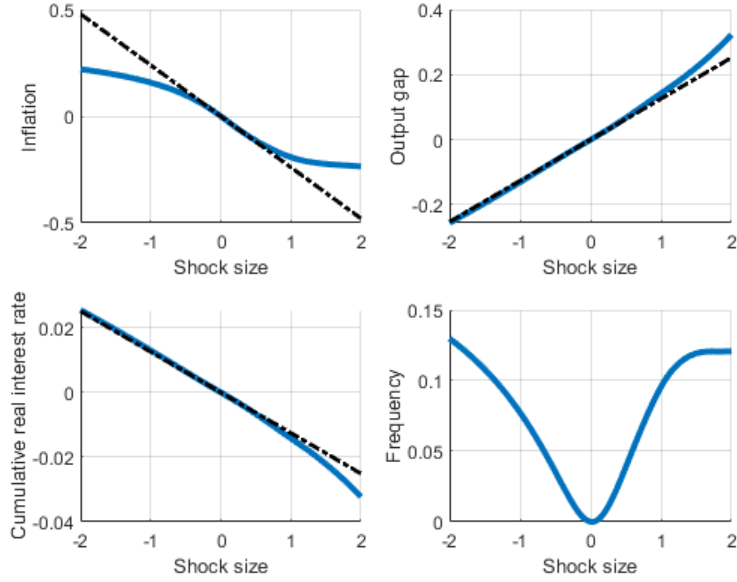 0.5
0
-0.5
-2 -1 0 1 2
Inflation
Shock size
0.4
0.2
0
-0.2
-2 -1 0 1 2
Output gap
Shock size
0.02
0
-0.02
-0.04
-2 -1 0 1 2
Cumulative real interest rate
Shock size
0.15
0.1
0.05
0
-2 -1 0 1 2
Frequency
Shock size